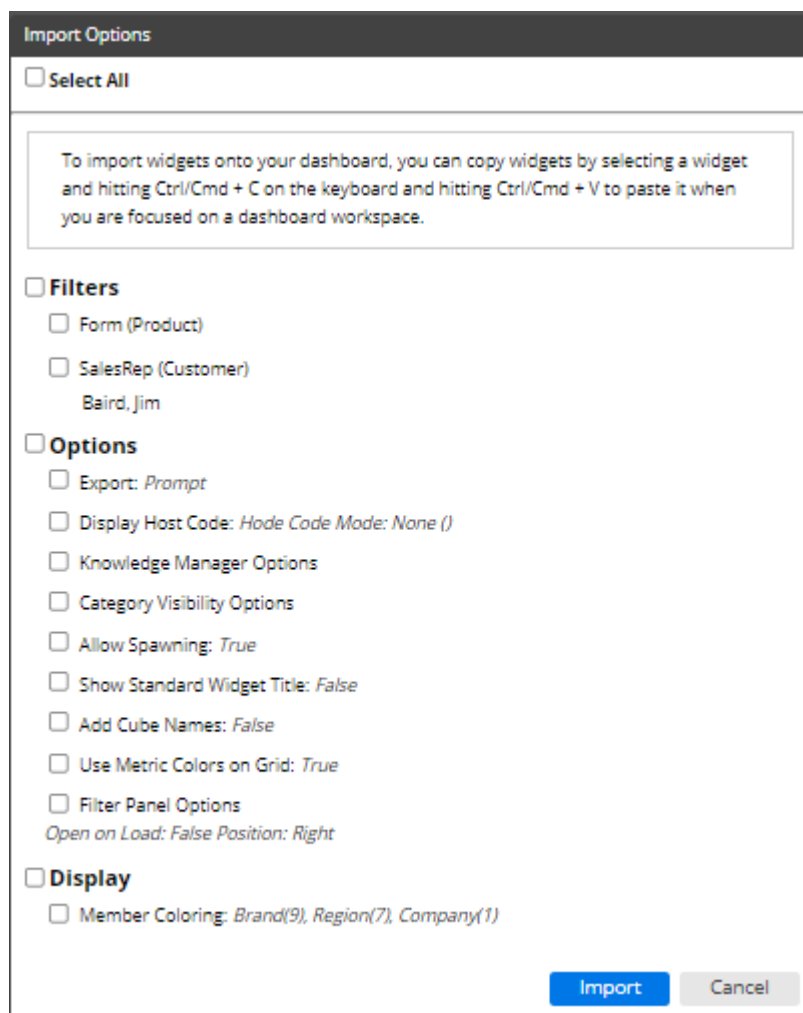 Import Options
Select All
To import widgets onto your dashboard, you can copy widgets by selecting a widget
and hitting Ctrl/Cmd + C on the keyboard and hitting Ctrl/Cmd + V to paste it when
you are focused on a dashboard workspace.
Filters
Form (Product)
SalesRep (Customer)
Baird, Jim
Options
Export: Prompt
Display Host Code: Hode Code Mode: None ()
Knowledge Manager Options
Category Visibility Options
Allow Spawning: True
Show Standard Widget Title: False
Add Cube Names: False
Use Metric Colors on Grid: True
Filter Panel Options
Open on Load: False Position: Right
Display
Member Coloring: Brand(9), Region(7), Company(1)
Import Cancel